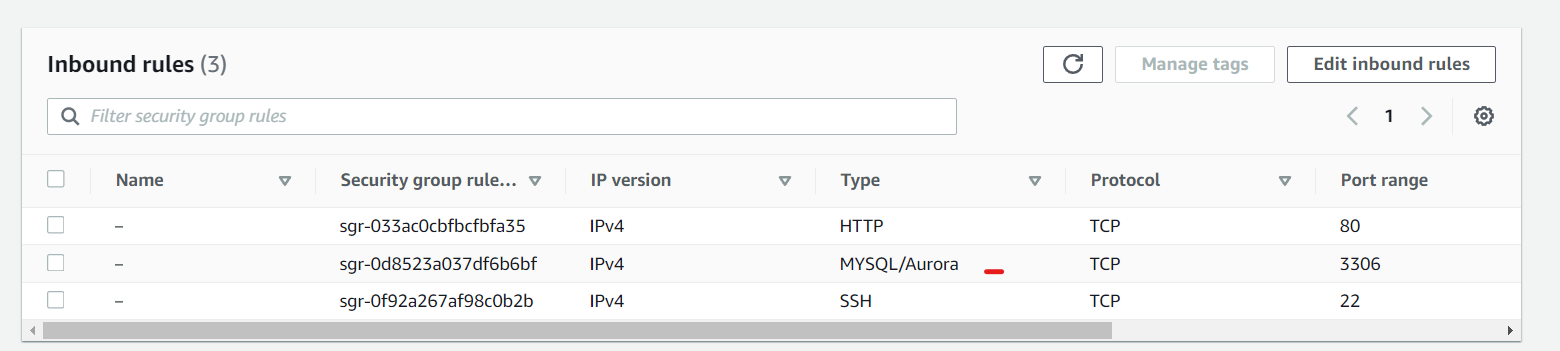 Inbound rules (3)
Manage tags
Edit inbound rules
Filter security group rules
1
Name Security group rule... IP version Type Protocol Port range
– sgr-033ac0cbfbcfbfa35 IPv4 HTTP TCP 80
– sgr-0d8523a037df6b6bf IPv4 MYSQL/Aurora TCP 3306
– sgr-0f92a267af98c0b2b IPv4 SSH TCP 22